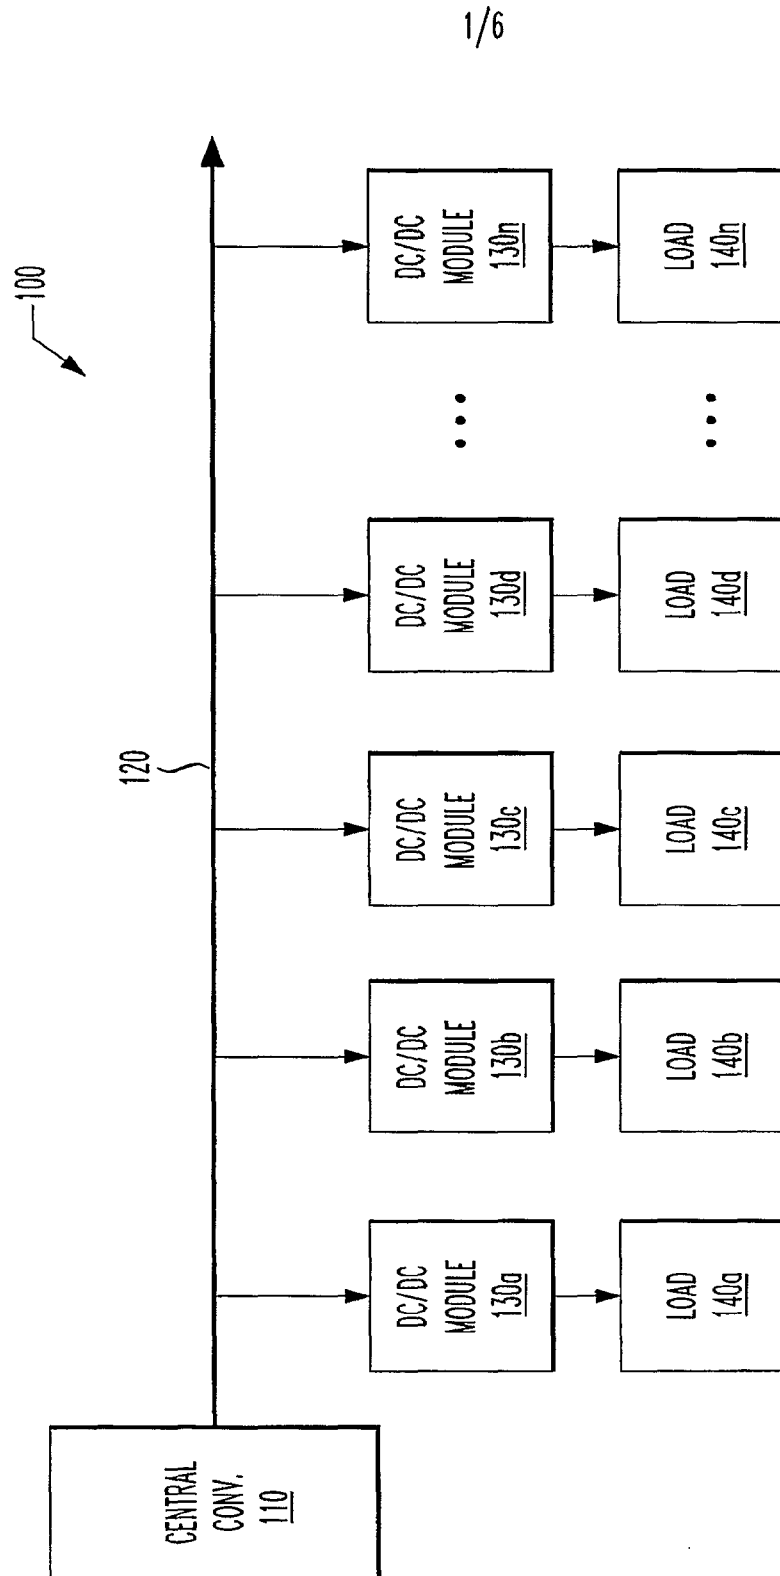 1/6
100
120
CENTRAL
CONV.
110
DC/DC
MODULE
130a
DC/DC
MODULE
130b
DC/DC
MODULE
130c
DC/DC
MODULE
130d
DC/DC
MODULE
130n
LOAD
140a
LOAD
140b
LOAD
140c
LOAD
140d
LOAD
140n